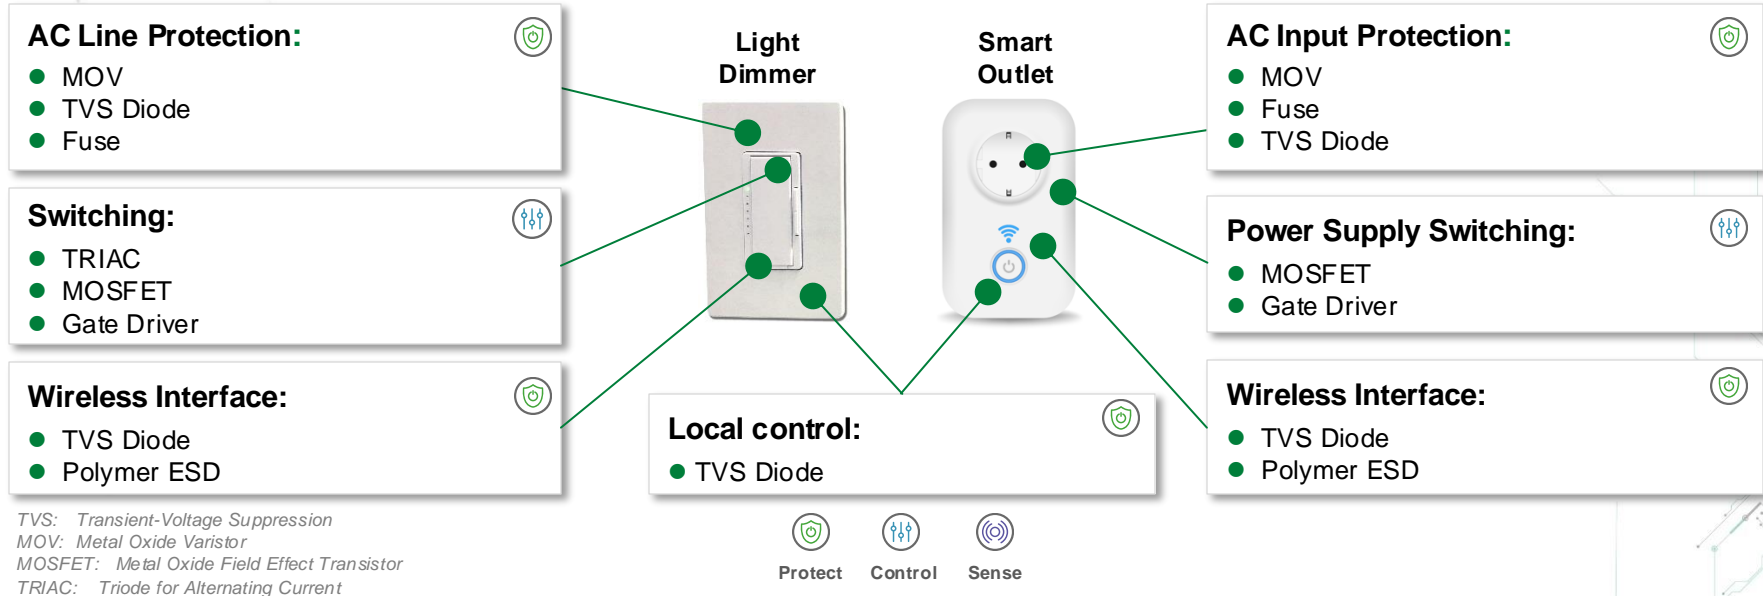 AC Line Protection:
MOV
TVS Diode
Fuse
Switching:
TRIAC
MOSFET
Gate Driver
Wireless Interface:
TVS Diode
Polymer ESD
Light
Dimmer
Smart
Outlet
Local control:
TVS Diode
AC Input Protection:
MOV
Fuse
TVS Diode
Power Supply Switching:
MOSFET
Gate Driver
Wireless Interface:
TVS Diode
Polymer ESD
TVS: Transient-Voltage Suppression
MOV: Metal Oxide Varistor
MOSFET: Metal Oxide Field Effect Transistor
TRIAC: Triode for Alternating Current
Protect Control Sense